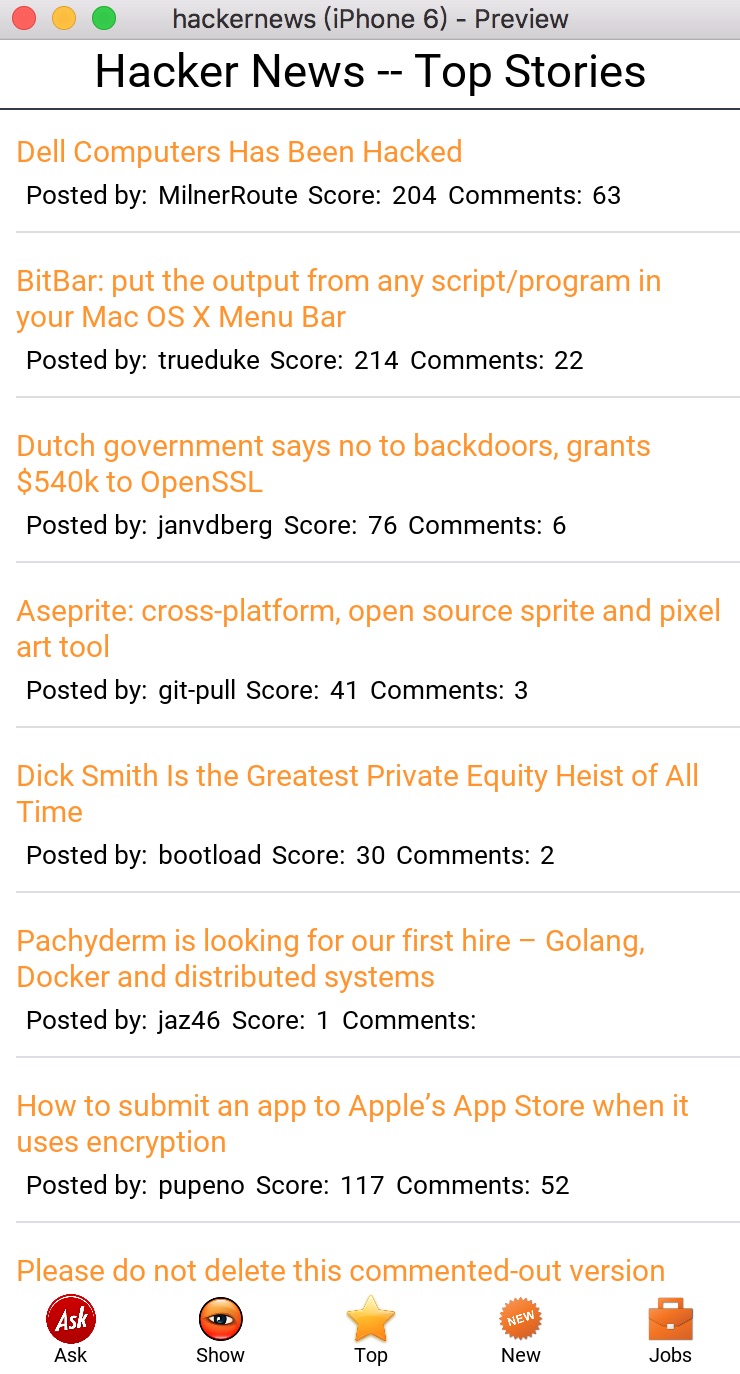 hackernews (iPhone 6) - Preview
Hacker News -- Top Stories
Dell Computers Has Been Hacked
Posted by: MilnerRoute Score: 204 Comments: 63
BitBar: put the output from any script/program in
your Mac OS X Menu Bar
Posted by: trueduke Score: 214 Comments: 22
Dutch government says no to backdoors, grants
$540k to OpenSSL
Posted by: janvdberg Score: 76 Comments: 6
Aseprite: cross-platform, open source sprite and pixel
art tool
Posted by: git-pull Score: 41 Comments: 3
Dick Smith Is the Greatest Private Equity Heist of All
Time
Posted by: bootload Score: 30 Comments: 2
Pachyderm is looking for our first hire – Golang,
Docker and distributed systems
Posted by: jaz46 Score: 1 Comments:
How to submit an app to Apple’s App Store when it
uses encryption
Posted by: pupeno Score: 117 Comments: 52
Please do not delete this commented-out version
Ask NEW
Ask Show Top New Jobs